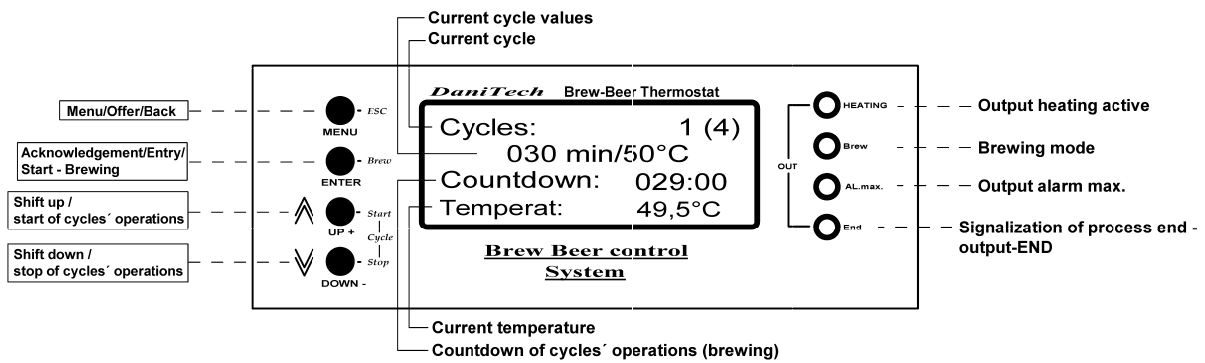 Current cycle values
Current cycle
DaniTech Brew-Beer Thermostat
Menu/Offer/Back
ESC
MENU
Acknowledgement/Entry/
Start - Brewing
Brew
ENTER
Shift up /
start of cycles´ operations
Start
UP +
Cycle
Shift down /
stop of cycles´ operations
Stop
DOWN -
Cycles: 1 (4)
030 min/50°C
Countdown: 029:00
Temperat: 49,5°C
Brew Beer control
System
OUT
HEATING
Output heating active
Brew
Brewing mode
AL.max.
Output alarm max.
End
Signalization of process end -
output-END
Current temperature
Countdown of cycles´ operations (brewing)